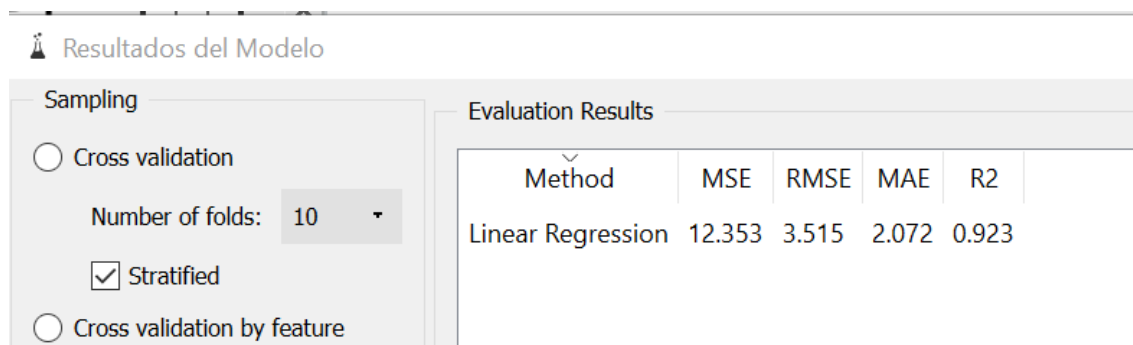 Resultados del Modelo
Sampling
Cross validation
Number of folds: 10
Stratified
Cross validation by feature
Evaluation Results
Method MSE RMSE MAE R2
Linear Regression 12.353 3.515 2.072 0.923